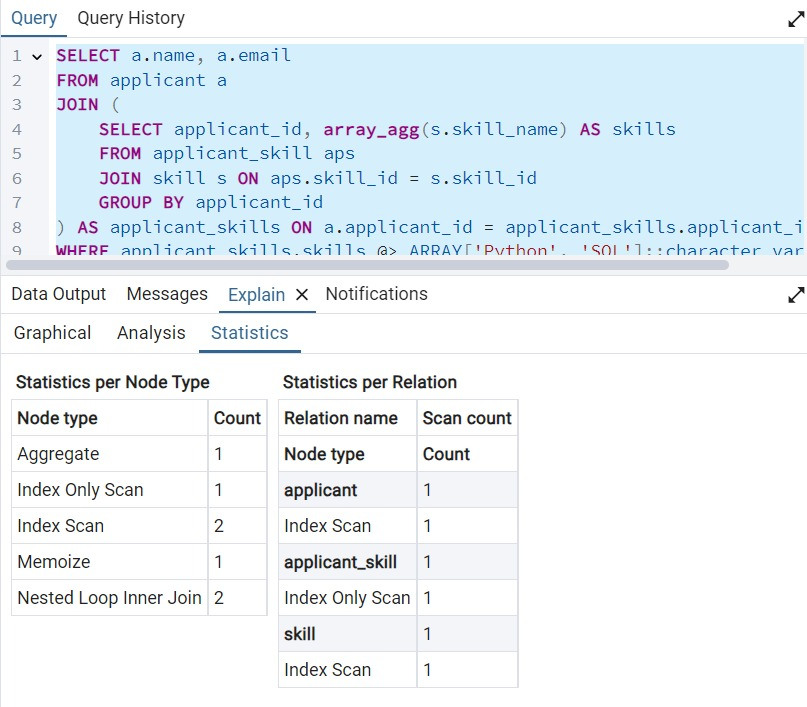 Query Query History
1 SELECT a.name, a.email
2 FROM applicant a
3 JOIN (
4 SELECT applicant_id, array_agg(s.skill_name) AS skills
5 FROM applicant_skill aps
6 JOIN skill s ON aps.skill_id = s.skill_id
7 GROUP BY applicant_id
8 ) AS applicant_skills ON a.applicant_id = applicant_skills.applicant_i
9 WHERE applicant_skills.skills @> ARRAY['Python', 'SQL']::character var
Data Output Messages Explain × Notifications
Graphical Analysis Statistics
Statistics per Node Type
Node type Count
Aggregate 1
Index Only Scan 1
Index Scan 2
Memoize 1
Nested Loop Inner Join 2
Statistics per Relation
Relation name Scan count
Node type Count
applicant 1
Index Scan 1
applicant_skill 1
Index Only Scan 1
skill 1
Index Scan 1